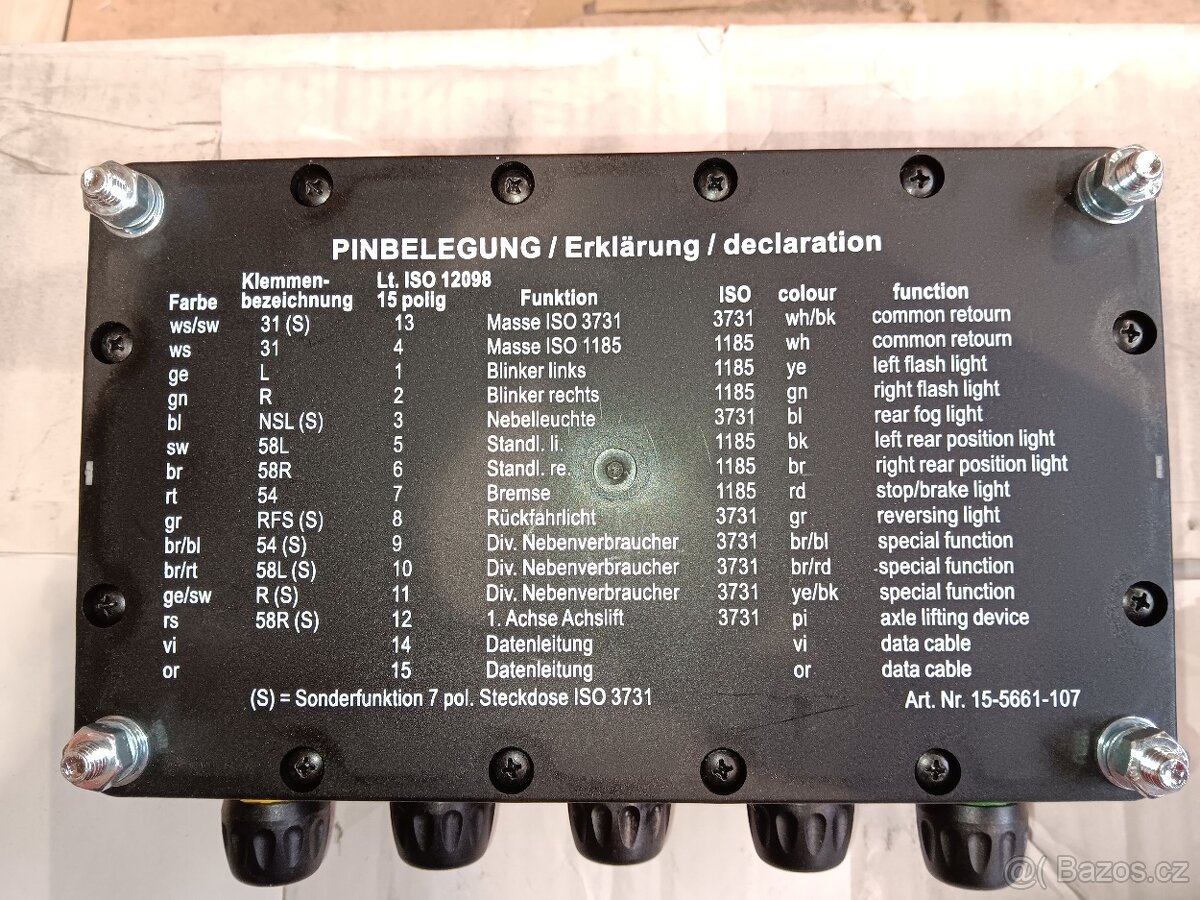 PINBELEGUNG / Erklärung / declaration
Farbe Klemmen-bezeichnung Lt. ISO 12098 15 polig Funktion ISO colour function
ws/sw 31 (S) 13 Masse ISO 3731 3731 wh/bk common retourn
ws 31 4 Masse ISO 1185 1185 wh common retourn
ge L 1 Blinker links 1185 ye left flash light
gn R 2 Blinker rechts 1185 gn right flash light
bl NSL (S) 3 Nebelleuchte 3731 bl rear fog light
sw 58L 5 Standl. li. 1185 bk left rear position light
br 58R 6 Standl. re. 1185 br right rear position light
rt 54 7 Bremse 1185 rd stop/brake light
gr RFS (S) 8 Rückfahrlicht 3731 gr reversing light
br/bl 54 (S) 9 Div. Nebenverbraucher 3731 br/bl special function
br/rt 58L (S) 10 Div. Nebenverbraucher 3731 br/rd special function
ge/sw R (S) 11 Div. Nebenverbraucher 3731 ye/bk special function
rs 58R (S) 12 1. Achse Achslift 3731 pi axle lifting device
vi 14 Datenleitung vi data cable
or 15 Datenleitung or data cable
(S) = Sonderfunktion 7 pol. Steckdose ISO 3731 Art. Nr. 15-5661-107
Bazos.cz